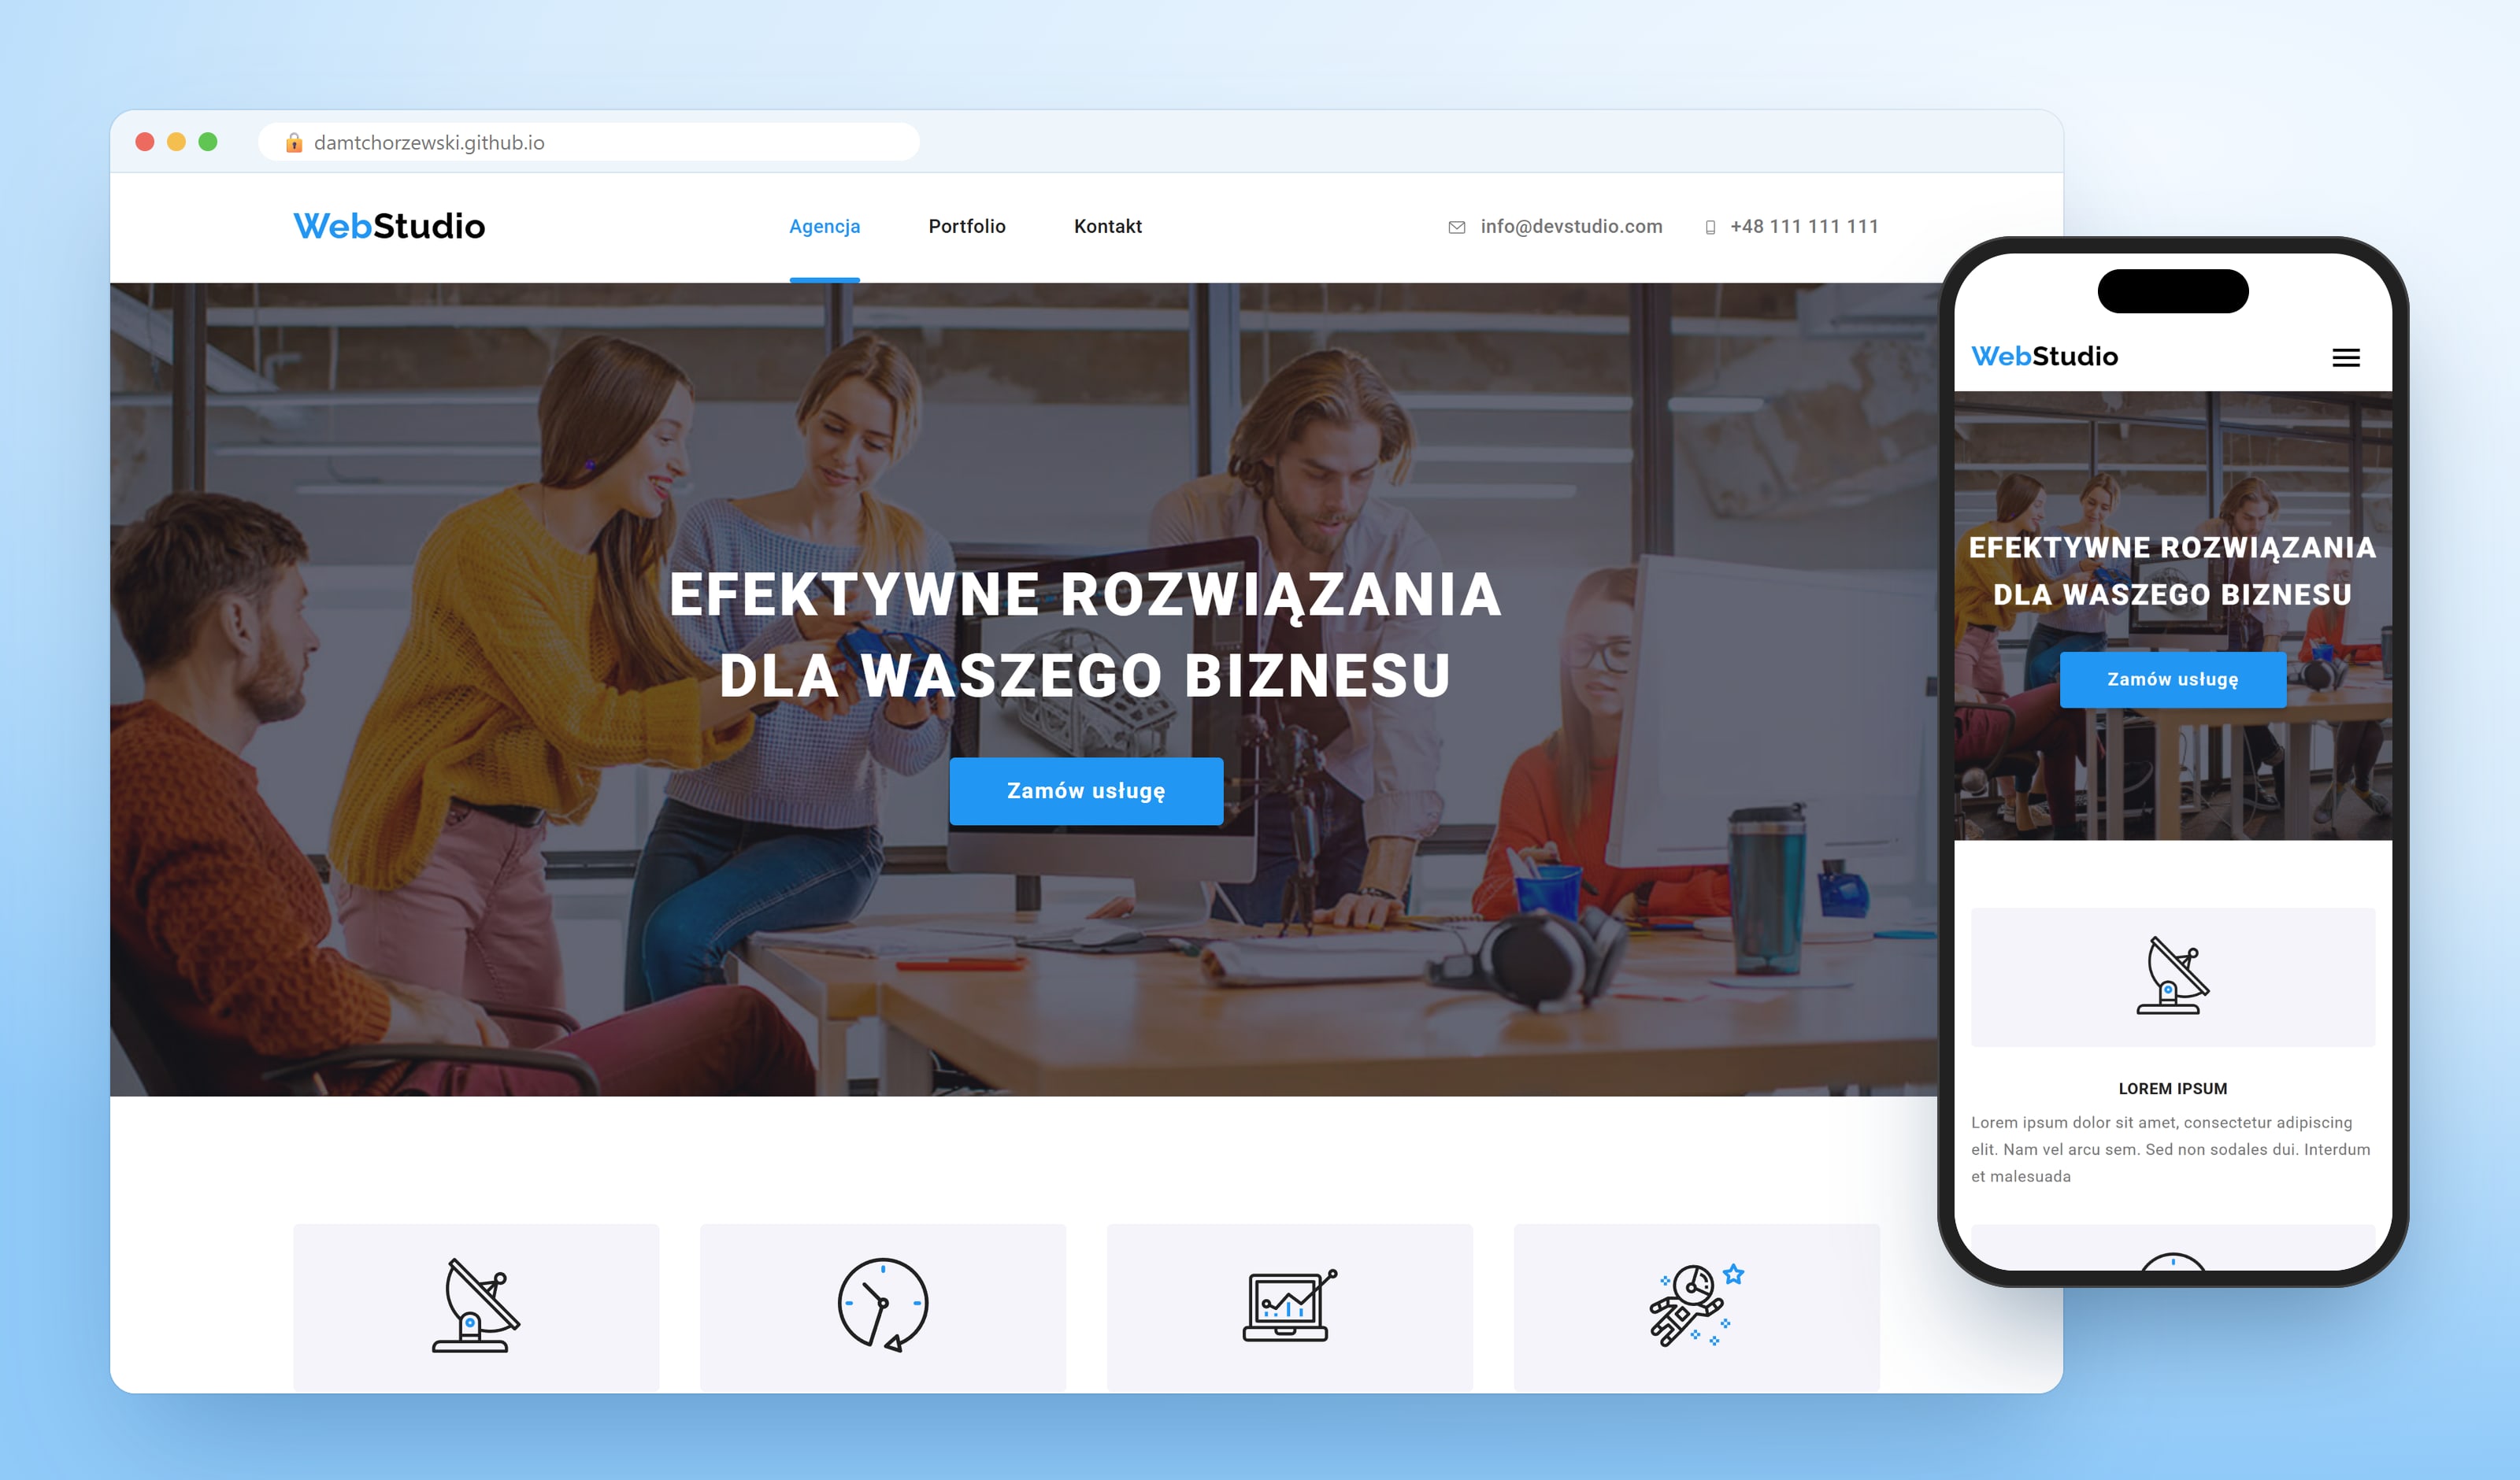 damtchorzewski.github.io
WebStudio
Agencja
Portfolio
Kontakt
info@devstudio.com
+48 111 111 111
EFEKTYWNE ROZWIĄZANIA
DLA WASZEGO BIZNESU
Zamów usługę
WebStudio
EFEKTYWNE ROZWIĄZANIA
DLA WASZEGO BIZNESU
Zamów usługę
LOREM IPSUM
Lorem ipsum dolor sit amet, consectetur adipiscing
elit. Nam vel arcu sem. Sed non sodales dui. Interdum
et malesuada